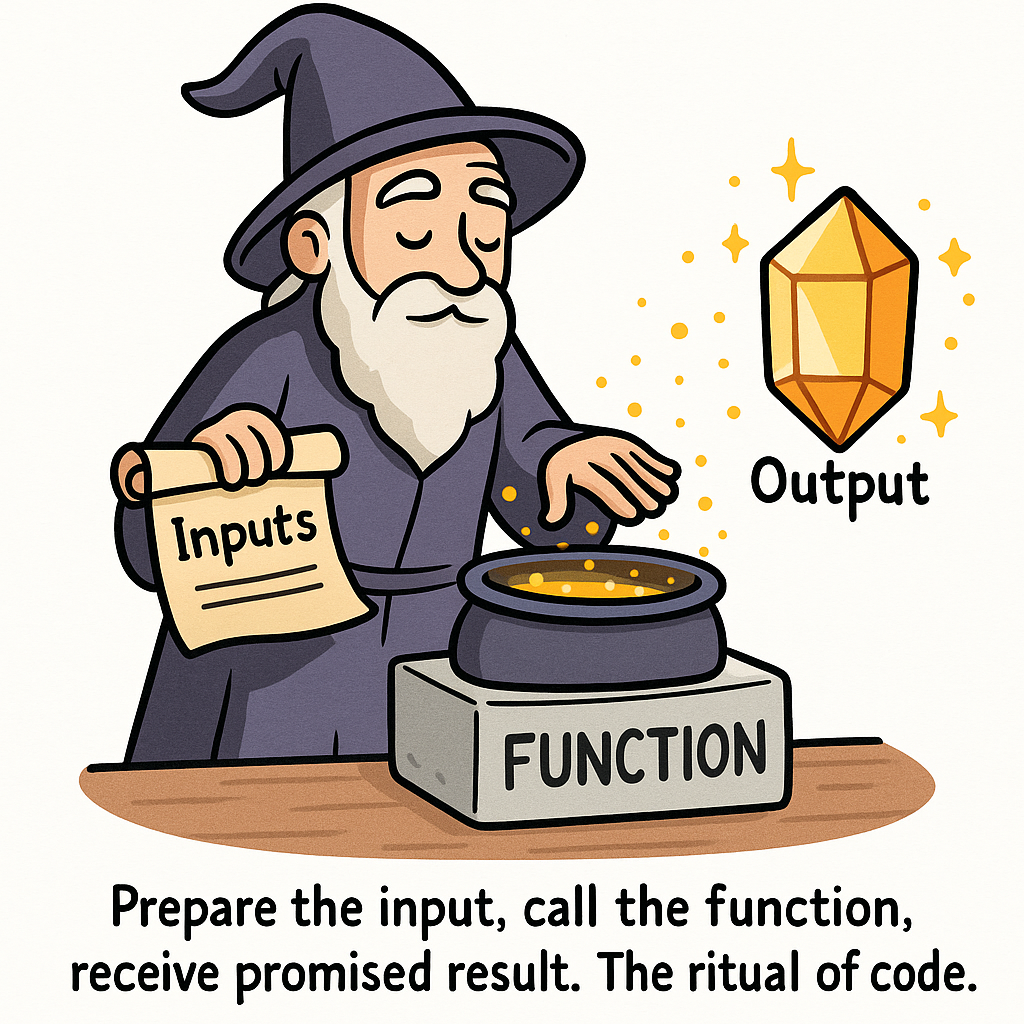 Inputs
Output
FUNCTION
Prepare the input, call the function,
receive promised result. The ritual of code.